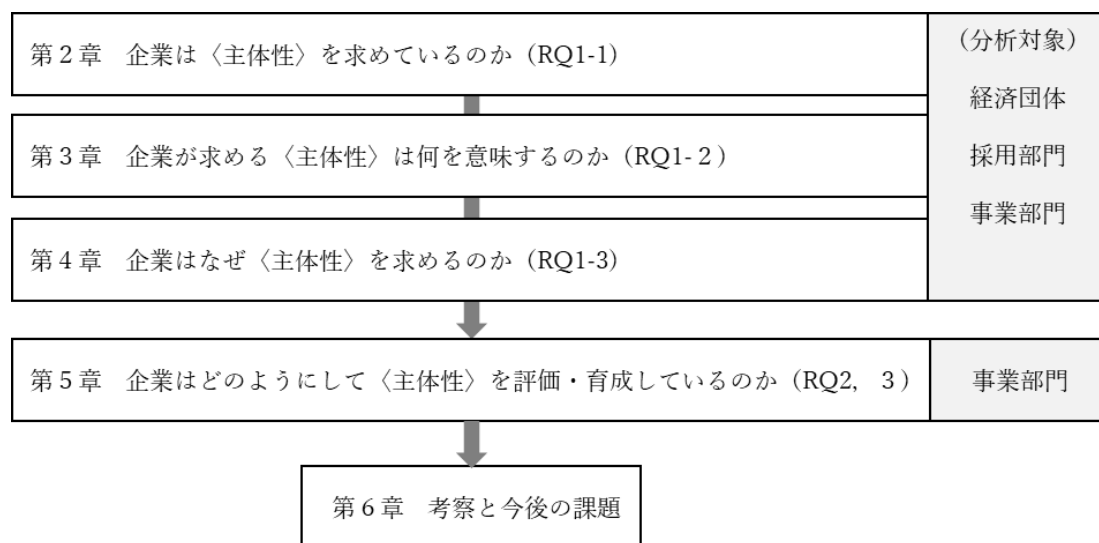 第２章　企業は〈主体性〉を求めているのか（RQ1-1）
第３章　企業が求める〈主体性〉は何を意味するのか（RQ1-２）
第４章　企業はなぜ〈主体性〉を求めるのか（RQ1-3）
（分析対象）
経済団体
採用部門
事業部門
第５章　企業はどのようにして〈主体性〉を評価・育成しているのか（RQ2,　３）
事業部門
第６章　考察と今後の課題